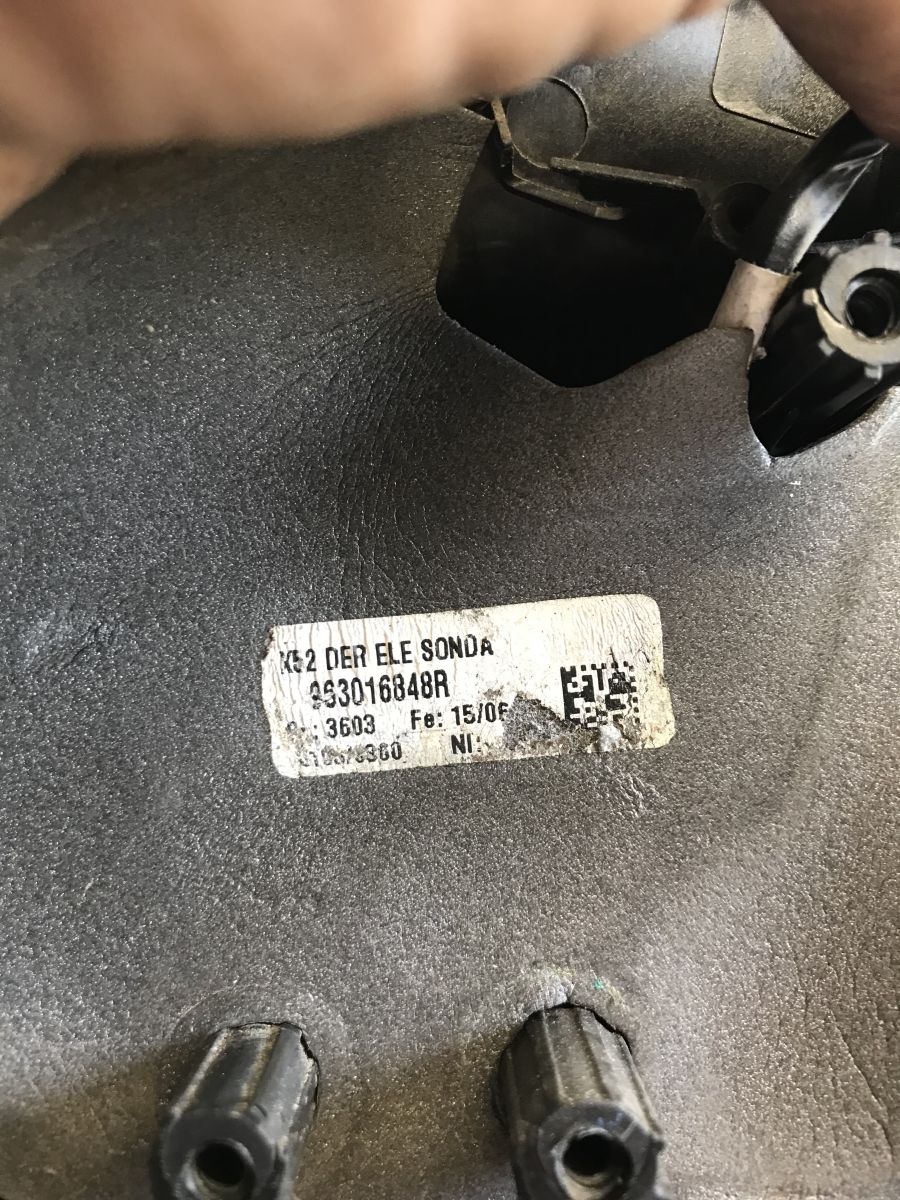 X52 DER ELE SONDA
963016848R
3603 Fe: 15/06
NI: